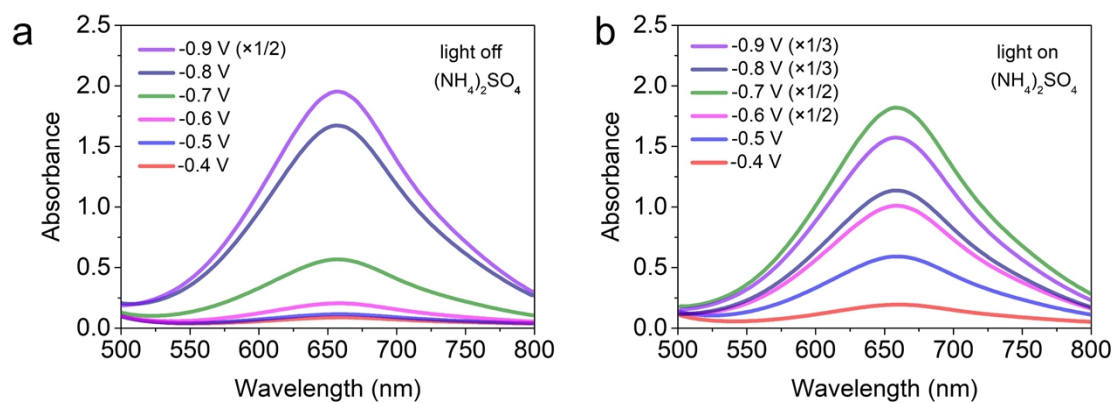 a
2.5
2.0
1.5
1.0
0.5
0.0
Absorbance
-0.9 V (×1/2)
-0.8 V
-0.7 V
-0.6 V
-0.5 V
-0.4 V
light off
(NH₄)₂SO₄
500 550 600 650 700 750 800
Wavelength (nm)
b
2.5
2.0
1.5
1.0
0.5
0.0
Absorbance
-0.9 V (×1/3)
-0.8 V (×1/3)
-0.7 V (×1/2)
-0.6 V (×1/2)
-0.5 V
-0.4 V
light on
(NH₄)₂SO₄
500 550 600 650 700 750 800
Wavelength (nm)